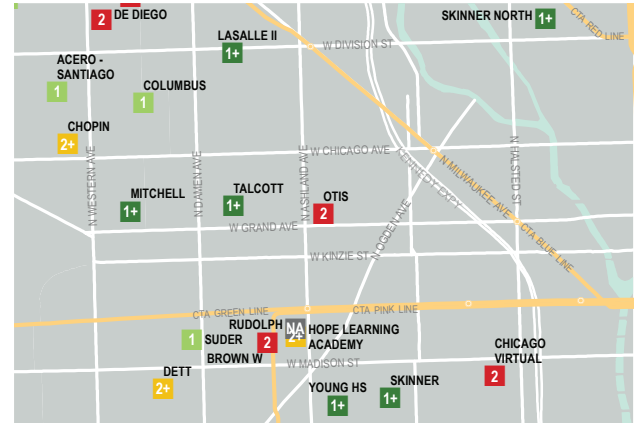 2
DE DIEGO
SKINNER NORTH
1+
CTA RED LINE
LASALLE II
1+
W DIVISION ST
ACERO -
SANTIAGO
1
COLUMBUS
1
CHOPIN
2+
W CHICAGO AVE
N WESTERN AVE
N DAMEN AVE
N ASHLAND AVE
KENNEDY EXPY
N MILWAUKEE AVE
N HALSTED ST
MITCHELL
1+
TALCOTT
1+
OTIS
2
W GRAND AVE
N OGDEN AVE
CTA BLUE LINE
W KINZIE ST
CTA GREEN LINE
CTA PINK LINE
RUDOLPH
2
NA
2+
HOPE LEARNING
ACADEMY
1
SUDER
BROWN W
W MADISON ST
CHICAGO
VIRTUAL
2
DETT
2+
YOUNG HS
1+
SKINNER
1+